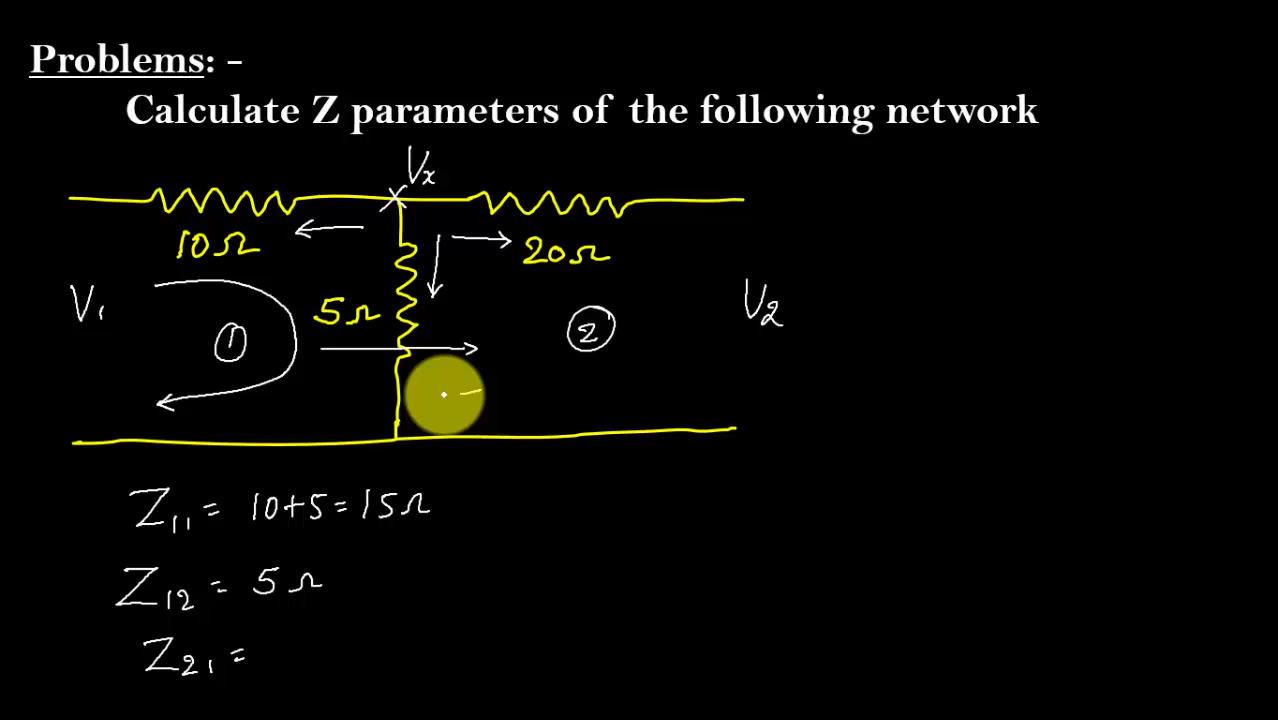 Problems: -
Calculate Z parameters of the following network
Vx
10Ω
20Ω
V1
1
5Ω
2
V2
Z11 = 10+5 = 15Ω
Z12 = 5Ω
Z21 =